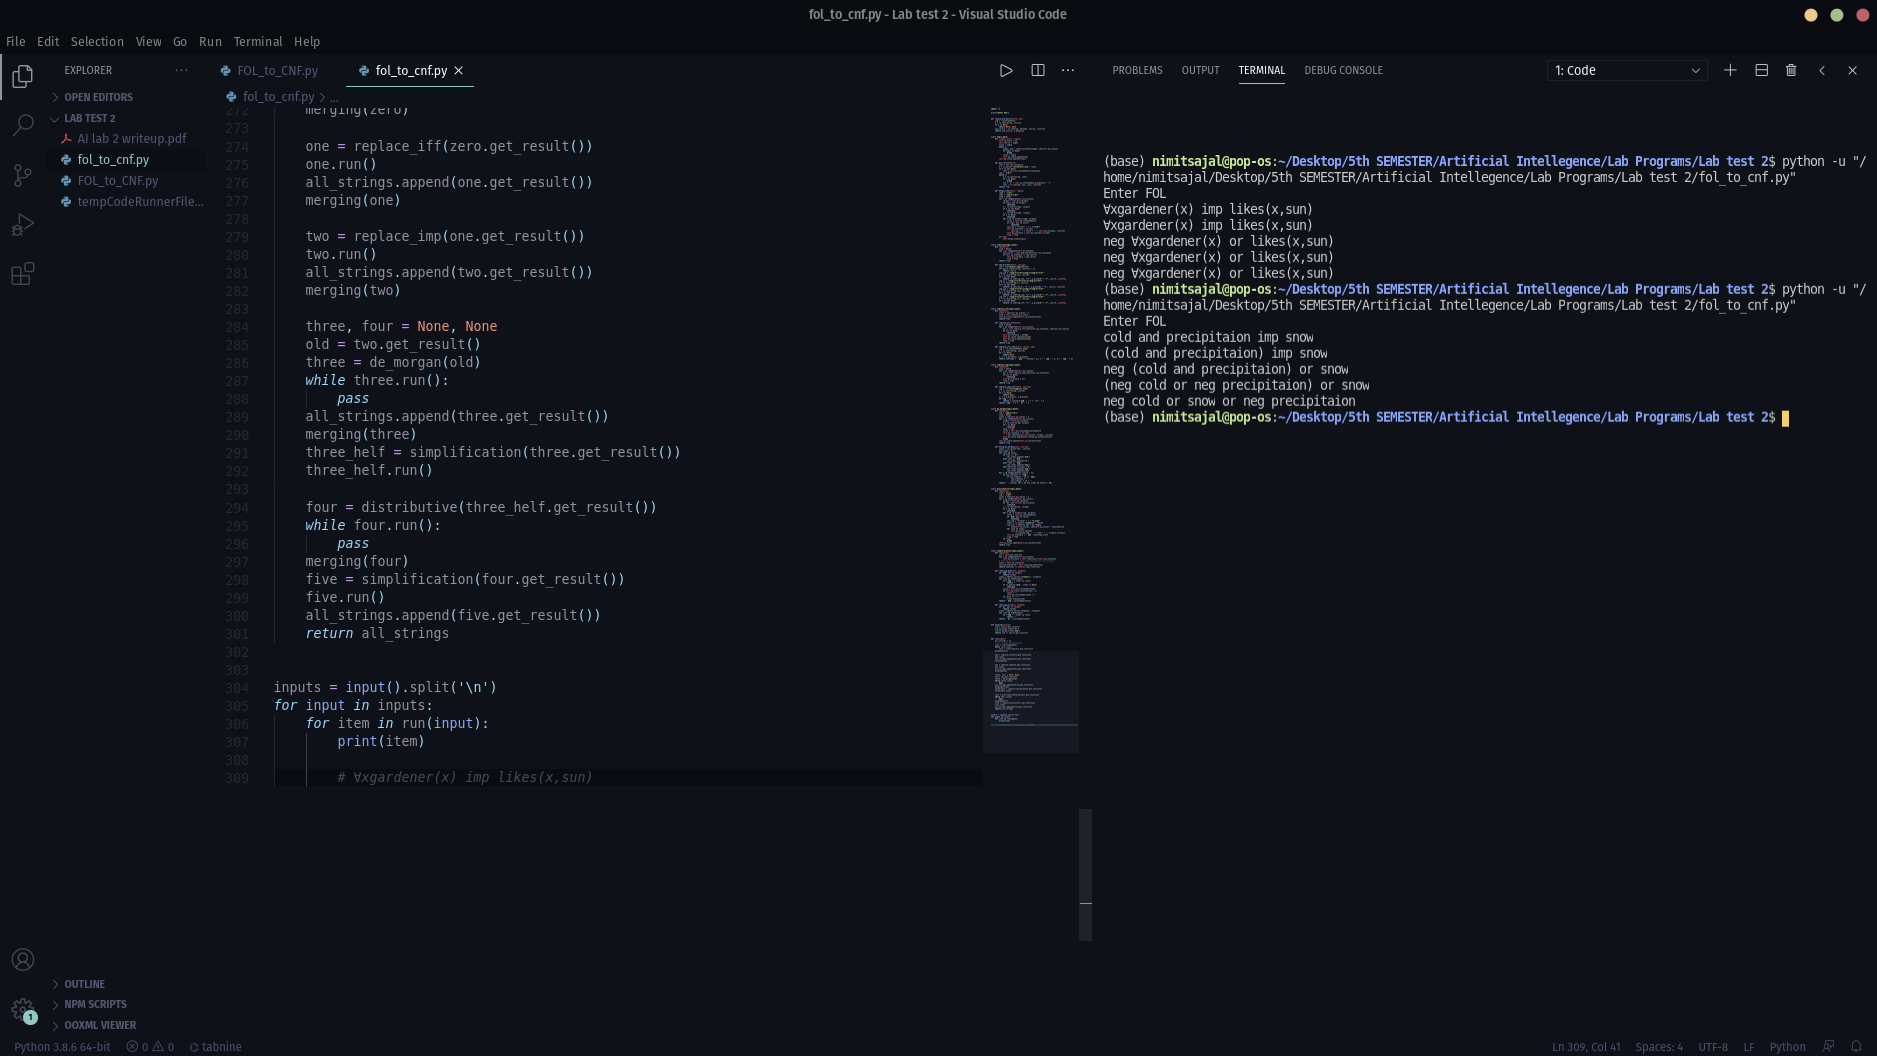 fol_to_cnf.py - Lab test 2 - Visual Studio Code
File Edit Selection View Go Run Terminal Help
EXPLORER
OPEN EDITORS
LAB TEST 2
AI lab 2 writeup.pdf
fol_to_cnf.py
FOL_to_CNF.py
tempCodeRunnerFile...
OUTLINE
NPM SCRIPTS
OOXML VIEWER
FOL_to_CNF.py fol_to_cnf.py
fol_to_cnf.py > ...
272 merging(zero)
273
274 one = replace_iff(zero.get_result())
275 one.run()
276 all_strings.append(one.get_result())
277 merging(one)
278
279 two = replace_imp(one.get_result())
280 two.run()
281 all_strings.append(two.get_result())
282 merging(two)
283
284 three, four = None, None
285 old = two.get_result()
286 three = de_morgan(old)
287 while three.run():
288 pass
289 all_strings.append(three.get_result())
290 merging(three)
291 three_helf = simplification(three.get_result())
292 three_helf.run()
293
294 four = distributive(three_helf.get_result())
295 while four.run():
296 pass
297 merging(four)
298 five = simplification(four.get_result())
299 five.run()
300 all_strings.append(five.get_result())
301 return all_strings
302
303
304 inputs = input().split('\n')
305 for input in inputs:
306 for item in run(input):
307 print(item)
308
309 # ∀xgardener(x) imp likes(x,sun)
PROBLEMS OUTPUT TERMINAL DEBUG CONSOLE 1: Code
(base) nimitsajal@pop-os:~/Desktop/5th SEMESTER/Artificial Intellegence/Lab Programs/Lab test 2$ python -u "/
home/nimitsajal/Desktop/5th SEMESTER/Artificial Intellegence/Lab Programs/Lab test 2/fol_to_cnf.py"
Enter FOL
∀xgardener(x) imp likes(x,sun)
∀xgardener(x) imp likes(x,sun)
neg ∀xgardener(x) or likes(x,sun)
neg ∀xgardener(x) or likes(x,sun)
neg ∀xgardener(x) or likes(x,sun)
(base) nimitsajal@pop-os:~/Desktop/5th SEMESTER/Artificial Intellegence/Lab Programs/Lab test 2$ python -u "/
home/nimitsajal/Desktop/5th SEMESTER/Artificial Intellegence/Lab Programs/Lab test 2/fol_to_cnf.py"
Enter FOL
cold and precipitaion imp snow
(cold and precipitaion) imp snow
neg (cold and precipitaion) or snow
(neg cold or neg precipitaion) or snow
neg cold or snow or neg precipitaion
(base) nimitsajal@pop-os:~/Desktop/5th SEMESTER/Artificial Intellegence/Lab Programs/Lab test 2$
1
Python 3.8.6 64-bit 0 0 tabnine Ln 309, Col 41 Spaces: 4 UTF-8 LF Python